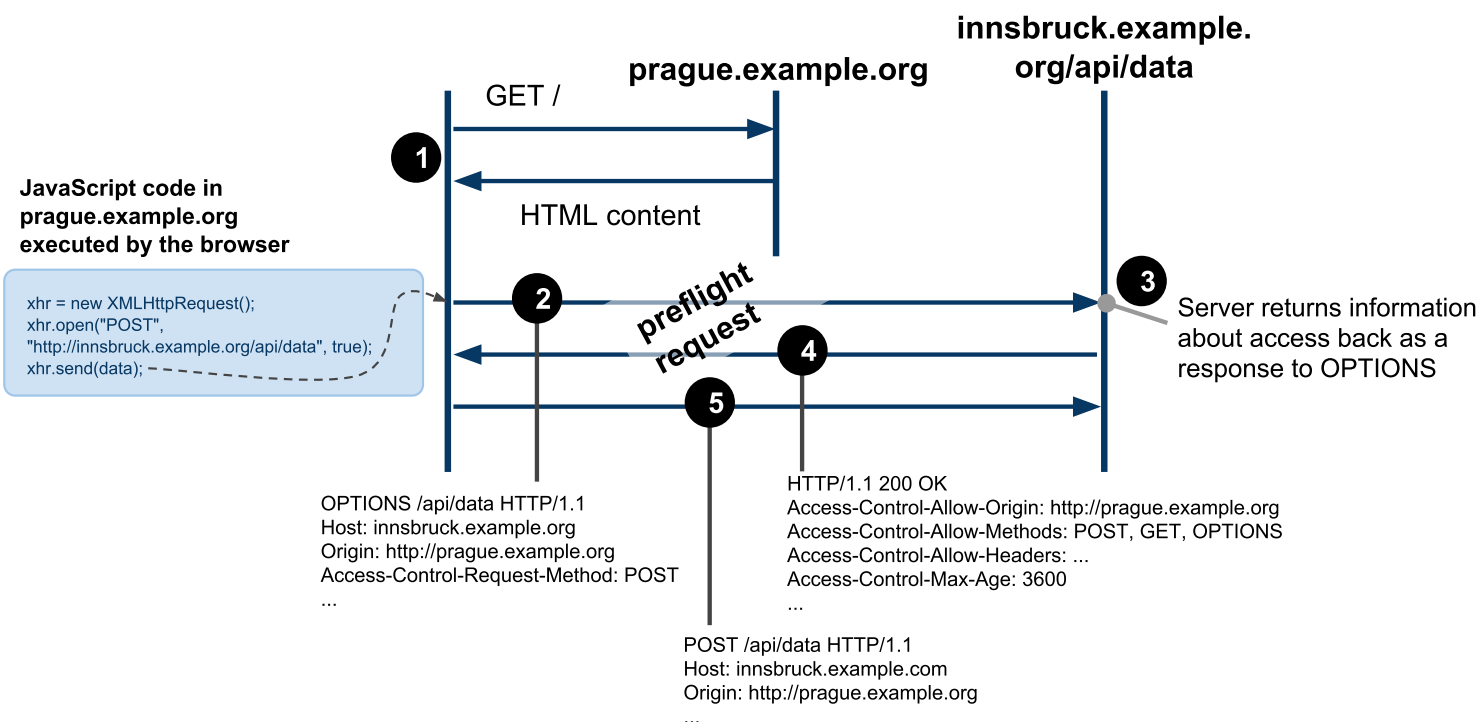 innsbruck.example.
org/api/data
prague.example.org
GET /
1
HTML content
JavaScript code in
prague.example.org
executed by the browser
xhr = new XMLHttpRequest();
xhr.open("POST",
"http://innsbruck.example.org/api/data", true);
xhr.send(data);
2
preflight
request
3
Server returns information
about access back as a
response to OPTIONS
4
5
OPTIONS /api/data HTTP/1.1
Host: innsbruck.example.org
Origin: http://prague.example.org
Access-Control-Request-Method: POST
...
HTTP/1.1 200 OK
Access-Control-Allow-Origin: http://prague.example.org
Access-Control-Allow-Methods: POST, GET, OPTIONS
Access-Control-Allow-Headers: ...
Access-Control-Max-Age: 3600
...
POST /api/data HTTP/1.1
Host: innsbruck.example.com
Origin: http://prague.example.org
...